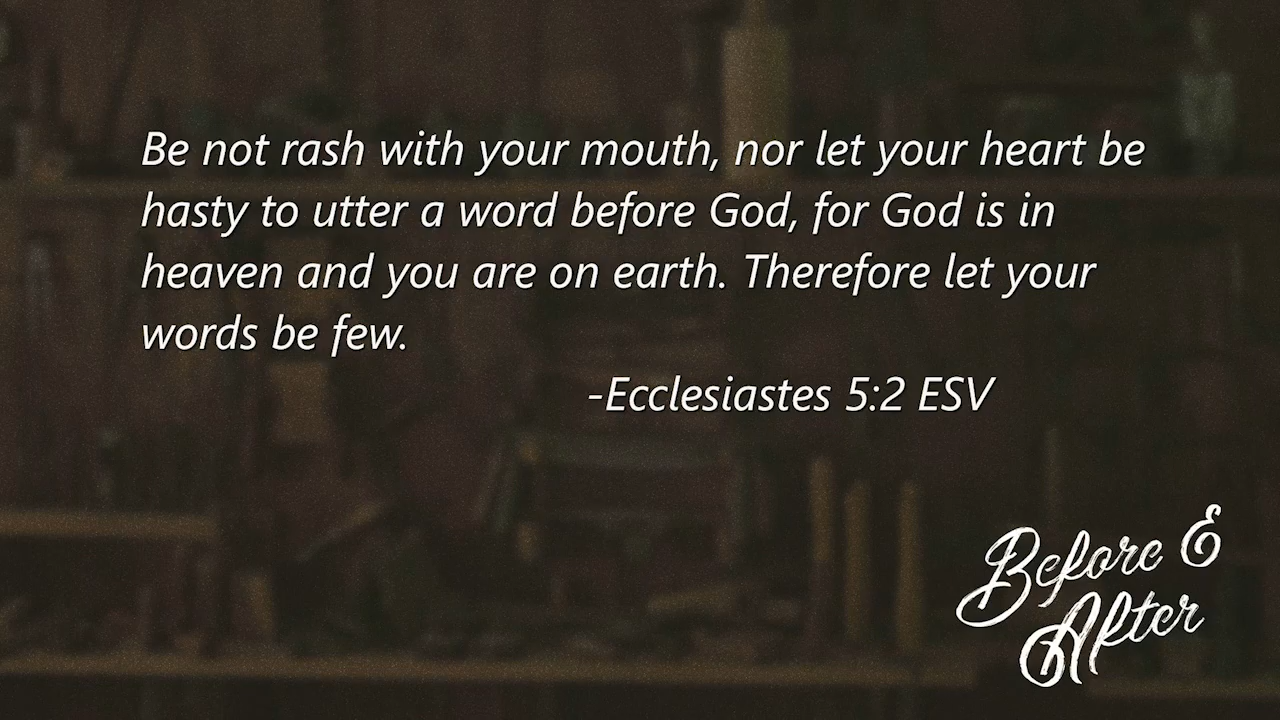 Be not rash with your mouth, nor let your heart be
hasty to utter a word before God, for God is in
heaven and you are on earth. Therefore let your
words be few.
-Ecclesiastes 5:2 ESV
Before &
After